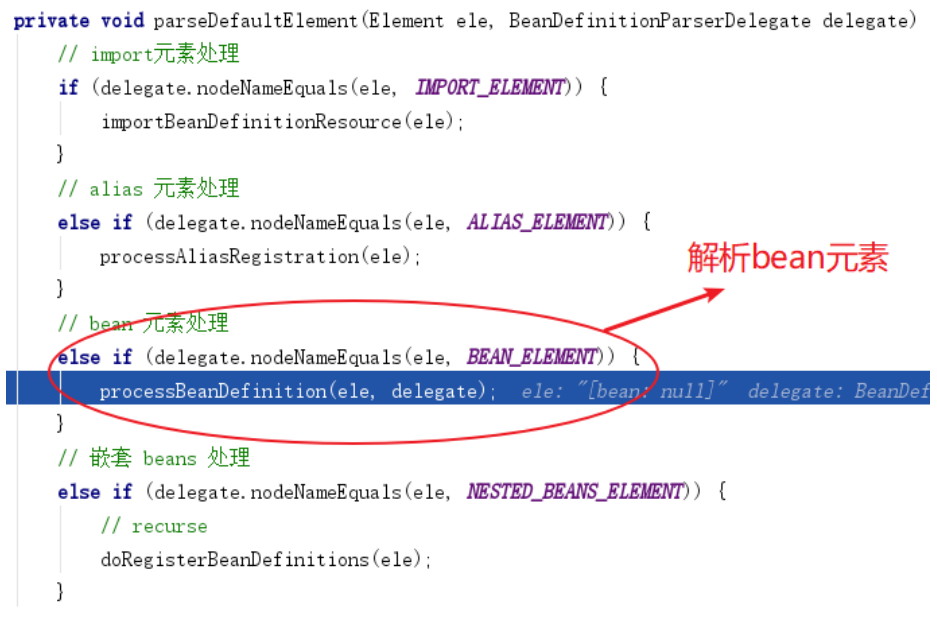 private void parseDefaultElement(Element ele, BeanDefinitionParserDelegate delegate)
// import元素处理
if (delegate.nodeNameEquals(ele, IMPORT_ELEMENT)) {
importBeanDefinitionResource(ele);
}
// alias 元素处理
else if (delegate.nodeNameEquals(ele, ALIAS_ELEMENT)) {
processAliasRegistration(ele);
}
解析bean元素
// bean 元素处理
else if (delegate.nodeNameEquals(ele, BEAN_ELEMENT)) {
processBeanDefinition(ele, delegate); ele: "[bean: null]" delegate: BeanDef
}
// 嵌套 beans 处理
else if (delegate.nodeNameEquals(ele, NESTED_BEANS_ELEMENT)) {
// recurse
doRegisterBeanDefinitions(ele);
}